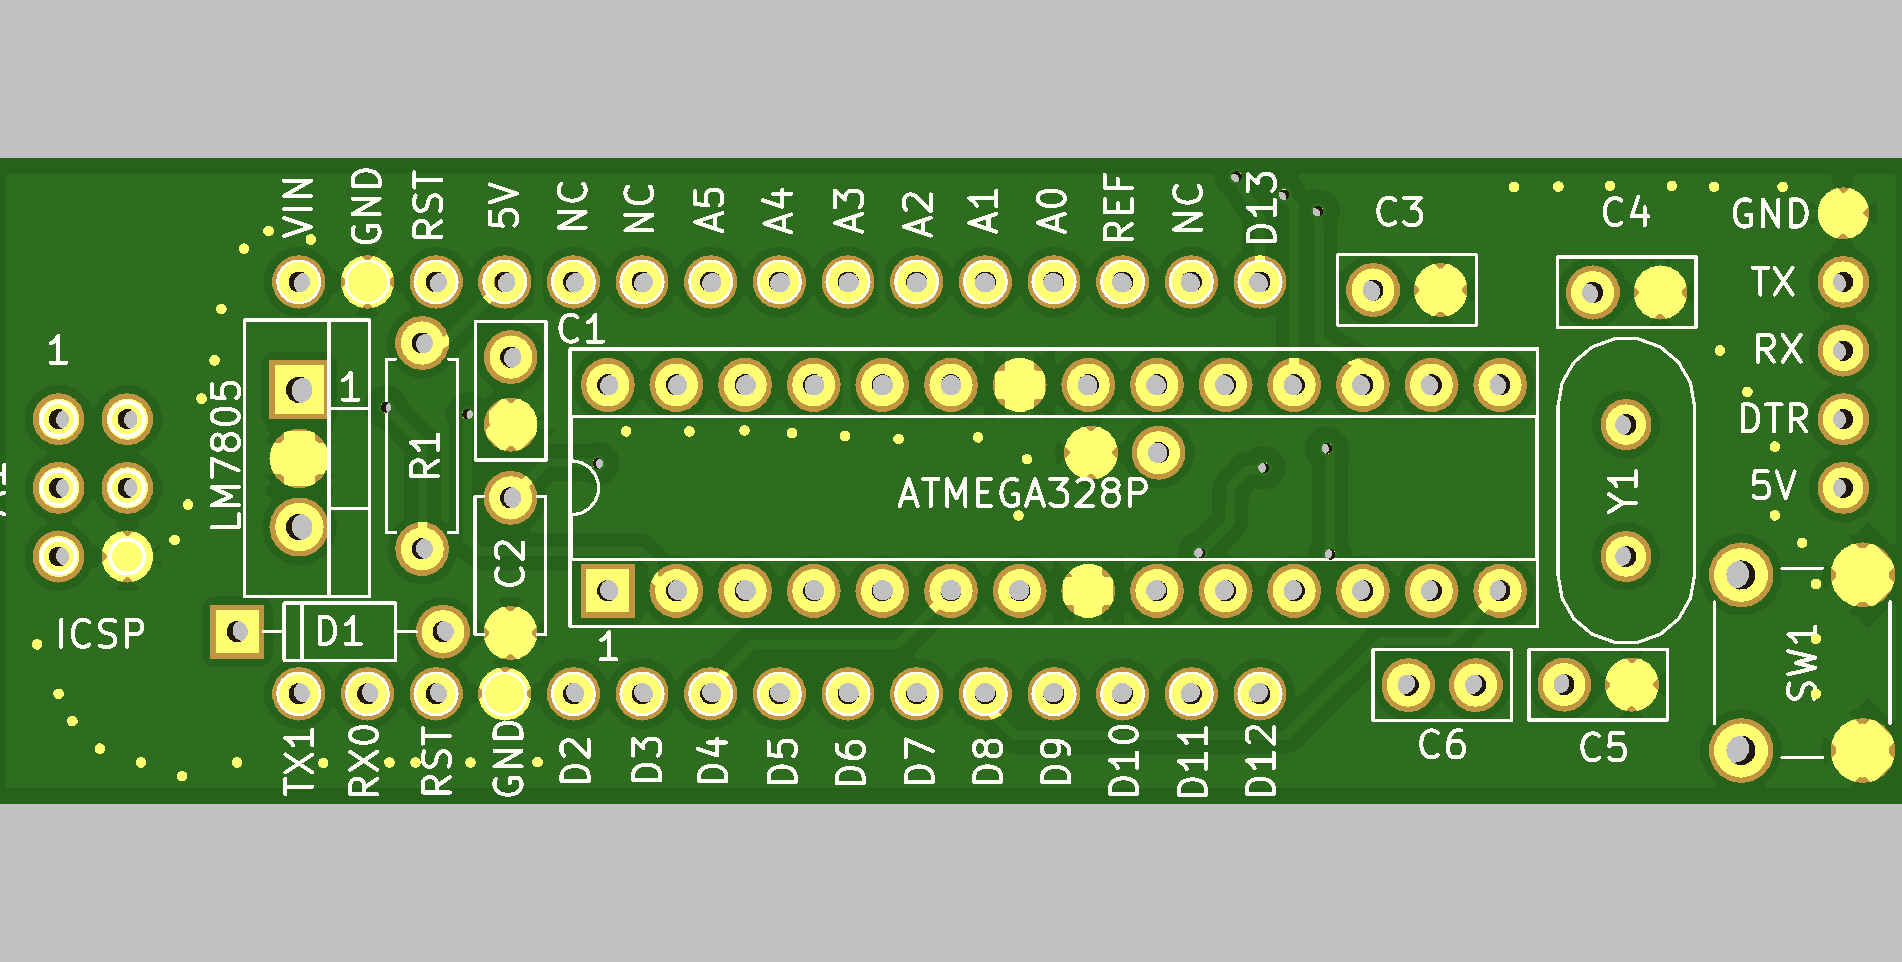 VIN
GND
RST
5V
NC
NC
A5
A4
A3
A2
A1
A0
REF
NC
D13
C3
C4
GND
TX
RX
DTR
5V
C1
1
1
LM7805
R1
ATMEGA328P
Y1
C2
ICSP
D1
1
SW1
TX1
RX0
RST
GND
D2
D3
D4
D5
D6
D7
D8
D9
D10
D11
D12
C6
C5